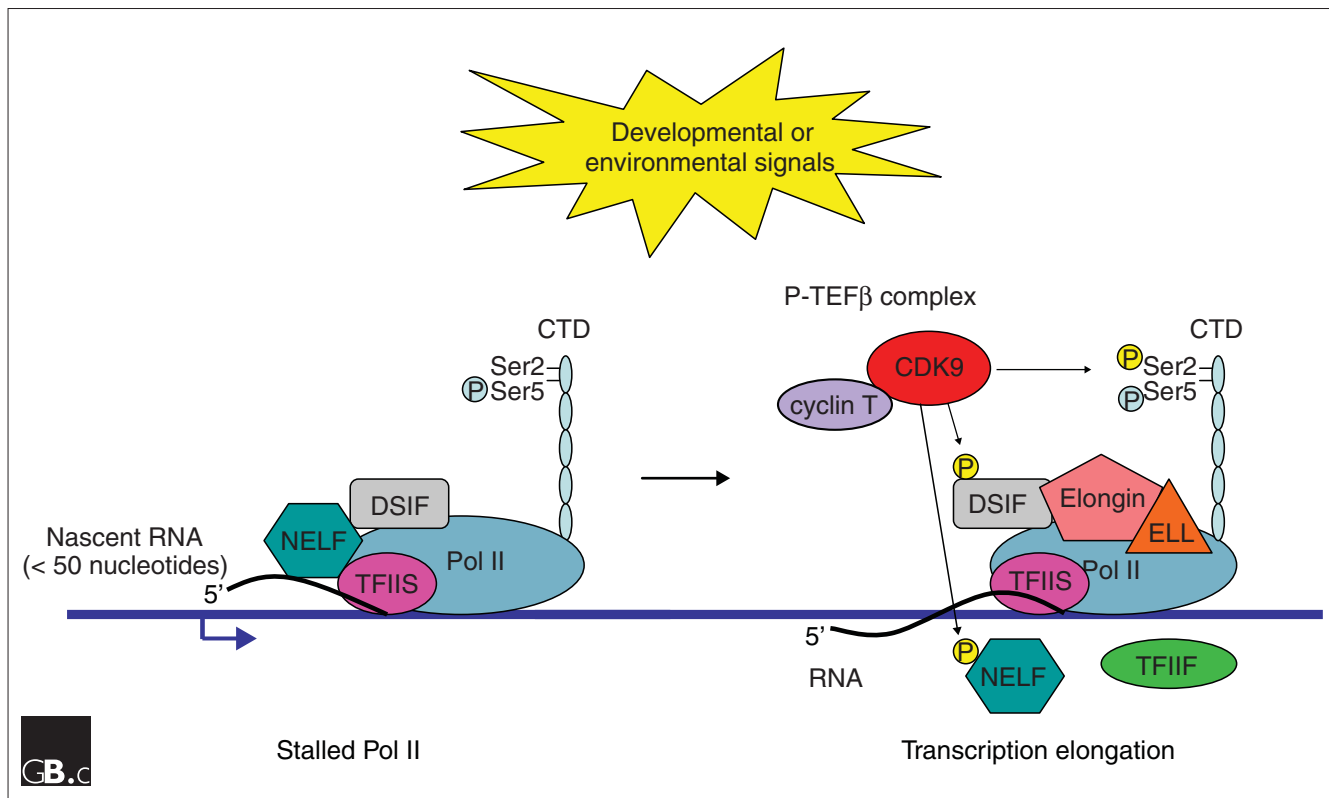 Developmental or
environmental signals
P-TEFβ complex
CTD
Ser2
P Ser5
DSIF
NELF
Pol II
TFIIS
Nascent RNA
(< 50 nucleotides)
5’
Stalled Pol II
CDK9
cyclin T
CTD
P Ser2
P Ser5
P
DSIF
Elongin
ELL
Pol II
TFIIS
5’
RNA
P
NELF
TFIIF
Transcription elongation
GB.c